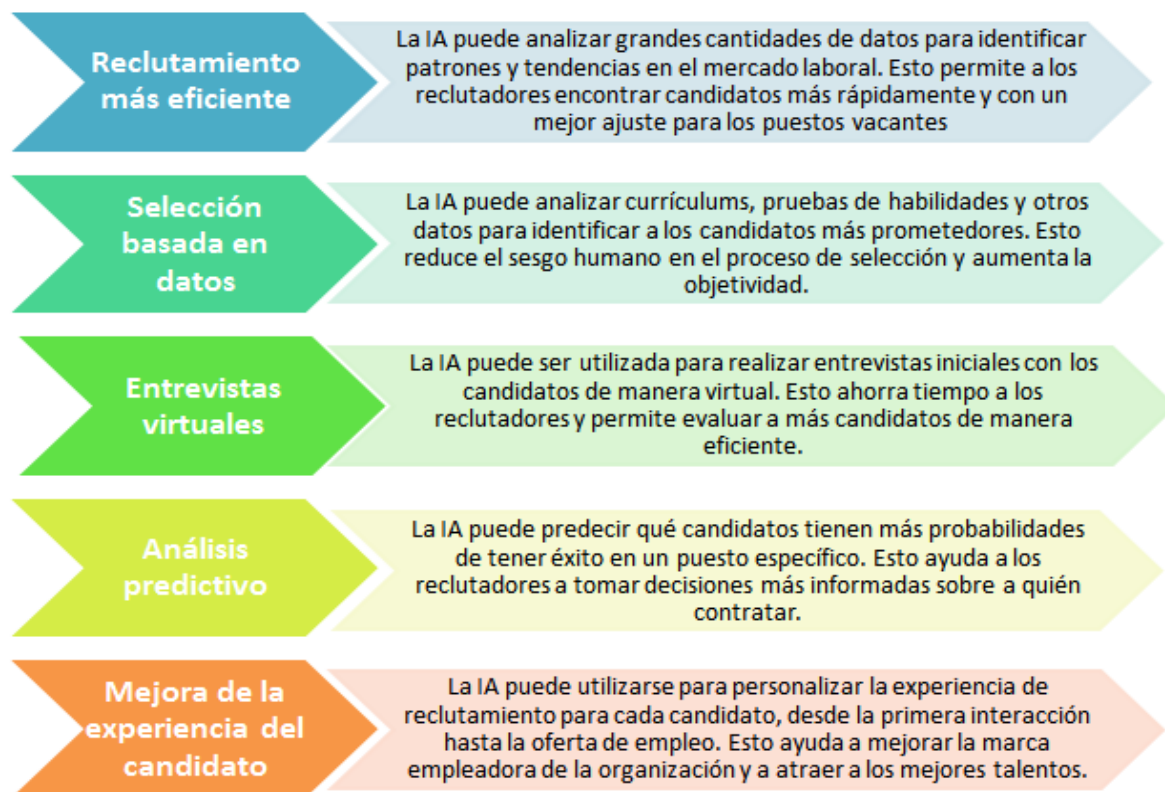 Reclutamiento
más eficiente
La IA puede analizar grandes cantidades de datos para identificar
patrones y tendencias en el mercado laboral. Esto permite a los
reclutadores encontrar candidatos más rápidamente y con un
mejor ajuste para los puestos vacantes
Selección
basada en
datos
La IA puede analizar currículums, pruebas de habilidades y otros
datos para identificar a los candidatos más prometedores. Esto
reduce el sesgo humano en el proceso de selección y aumenta la
objetividad.
Entrevistas
virtuales
La IA puede ser utilizada para realizar entrevistas iniciales con los
candidatos de manera virtual. Esto ahorra tiempo a los
reclutadores y permite evaluar a más candidatos de manera
eficiente.
Análisis
predictivo
La IA puede predecir qué candidatos tienen más probabilidades
de tener éxito en un puesto específico. Esto ayuda a los
reclutadores a tomar decisiones más informadas sobre a quién
contratar.
Mejora de la
experiencia del
candidato
La IA puede utilizarse para personalizar la experiencia de
reclutamiento para cada candidato, desde la primera interacción
hasta la oferta de empleo. Esto ayuda a mejorar la marca
empleadora de la organización y a atraer a los mejores talentos.